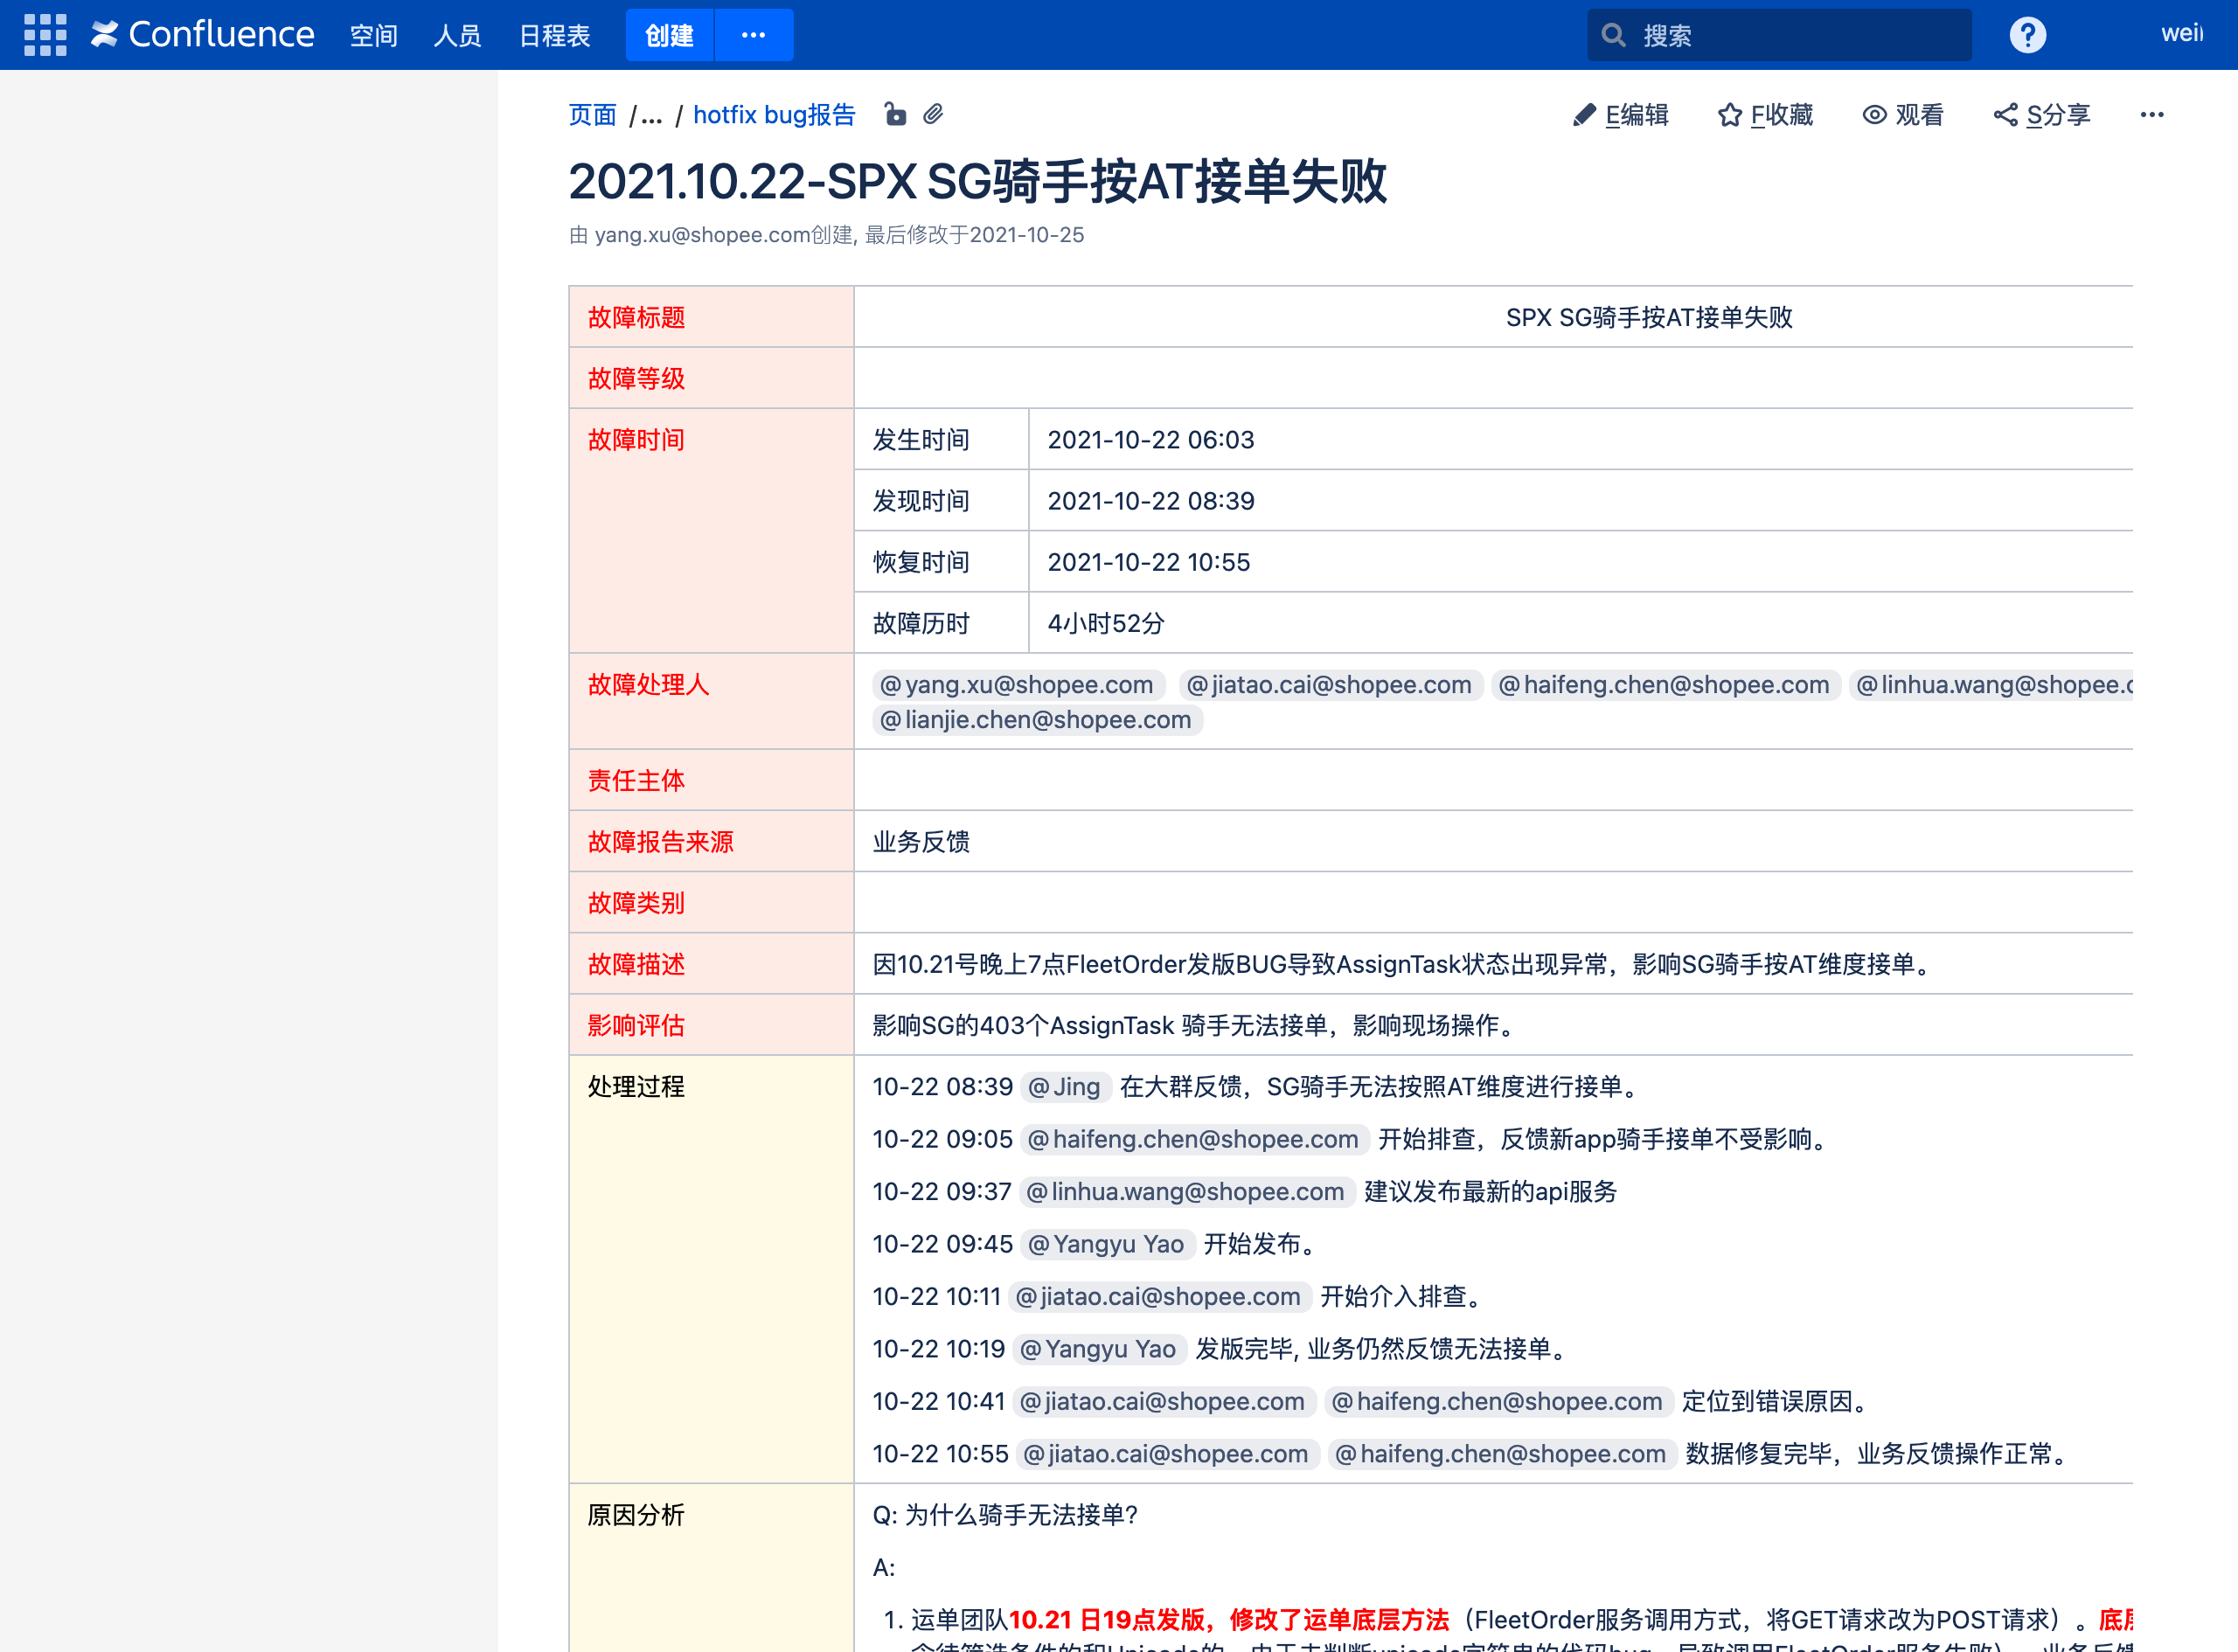 Confluence 空间 人员 日程表 创建 ··· 搜索 ? wei
页面 /... / hotfix bug报告 E编辑 F收藏 观看 S分享 ···
2021.10.22-SPX SG骑手按AT接单失败
由 yang.xu@shopee.com创建, 最后修改于2021-10-25
故障标题 SPX SG骑手按AT接单失败
故障等级
故障时间 发生时间 2021-10-22 06:03
发现时间 2021-10-22 08:39
恢复时间 2021-10-22 10:55
故障历时 4小时52分
故障处理人 @yang.xu@shopee.com @jiatao.cai@shopee.com @haifeng.chen@shopee.com @linhua.wang@shopee.c
@lianjie.chen@shopee.com
责任主体
故障报告来源 业务反馈
故障类别
故障描述 因10.21号晚上7点FleetOrder发版BUG导致AssignTask状态出现异常，影响SG骑手按AT维度接单。
影响评估 影响SG的403个AssignTask 骑手无法接单，影响现场操作。
处理过程 10-22 08:39 @Jing 在大群反馈，SG骑手无法按照AT维度进行接单。
10-22 09:05 @haifeng.chen@shopee.com 开始排查，反馈新app骑手接单不受影响。
10-22 09:37 @linhua.wang@shopee.com 建议发布最新的api服务
10-22 09:45 @Yangyu Yao 开始发布。
10-22 10:11 @jiatao.cai@shopee.com 开始介入排查。
10-22 10:19 @Yangyu Yao 发版完毕, 业务仍然反馈无法接单。
10-22 10:41 @jiatao.cai@shopee.com @haifeng.chen@shopee.com 定位到错误原因。
10-22 10:55 @jiatao.cai@shopee.com @haifeng.chen@shopee.com 数据修复完毕，业务反馈操作正常。
原因分析 Q: 为什么骑手无法接单?
A:
1. 运单团队10.21 日19点发版，修改了运单底层方法（FleetOrder服务调用方式，将GET请求改为POST请求）。底